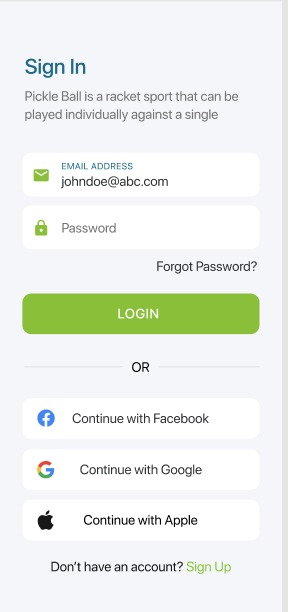 Sign In
Pickle Ball is a racket sport that can be
played individually against a single
EMAIL ADDRESS
johndoe@abc.com
Password
Forgot Password?
LOGIN
OR
Continue with Facebook
Continue with Google
Continue with Apple
Don't have an account? Sign Up